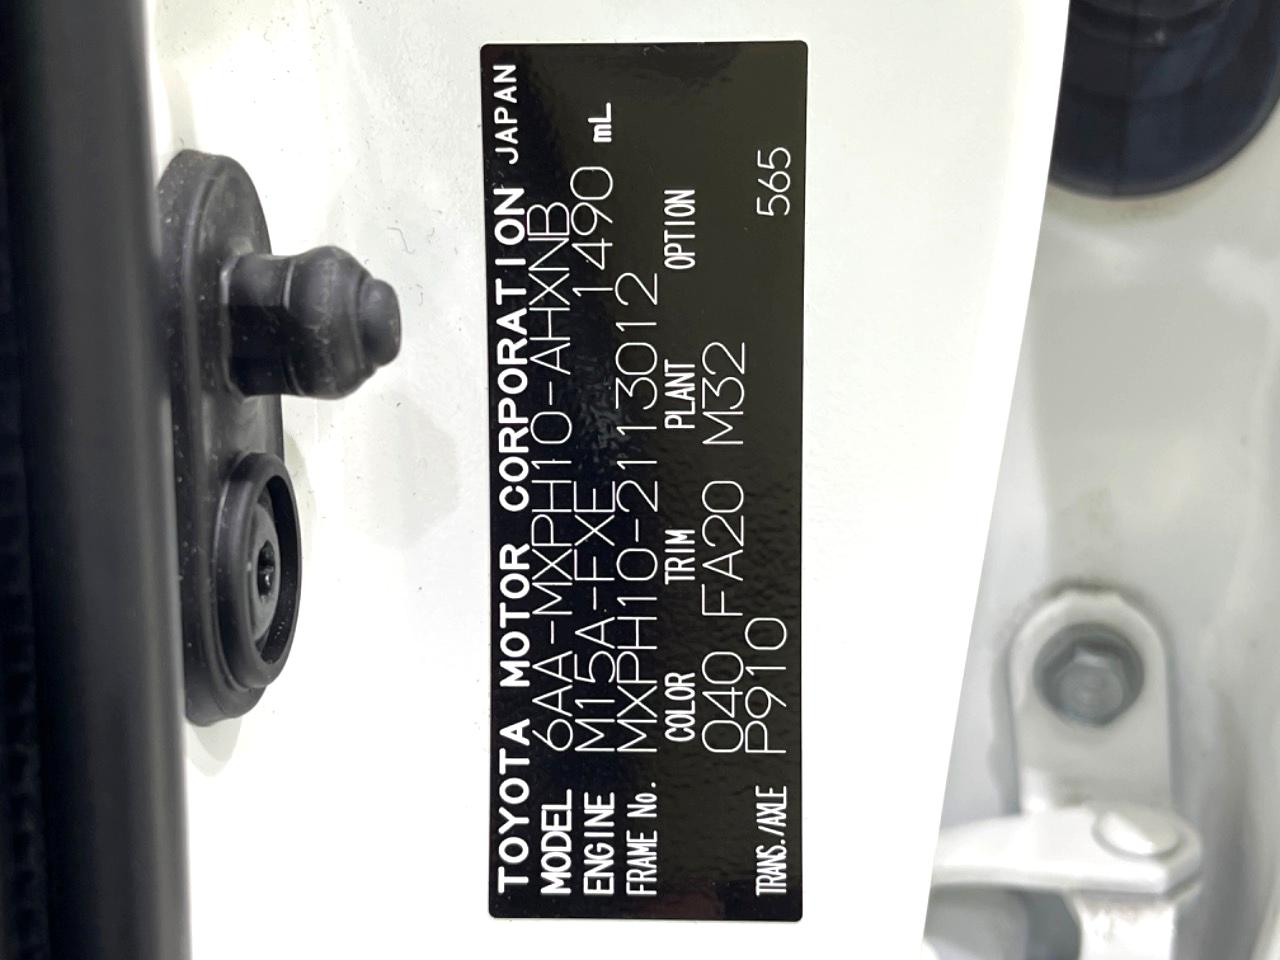 TOYOTA MOTOR CORPORATION JAPAN
MODEL 6AA-MXPH10-AHXNB
ENGINE M15A-FXE 1490 mL
FRAME No. MXPH10-2113012
COLOR TRIM PLANT OPTION
040 FA20 M32
TRANS./AXLE P910 565